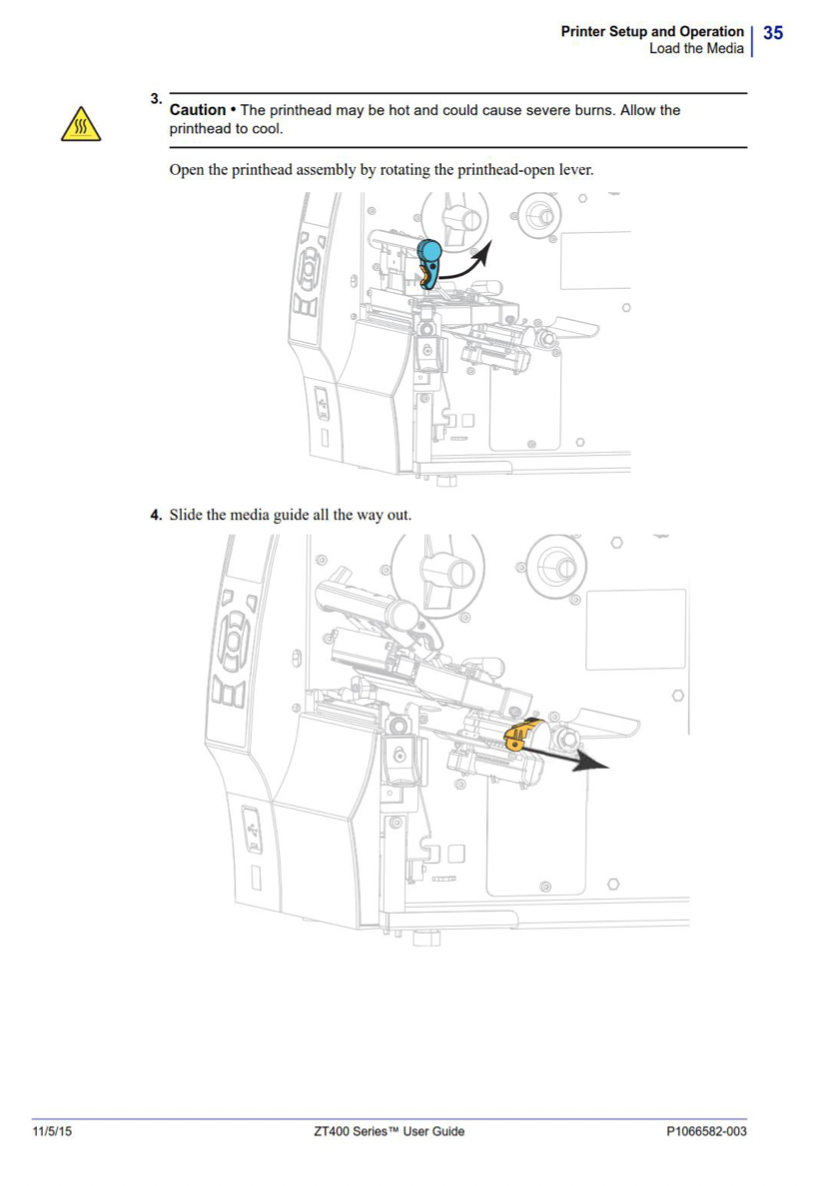 Printer Setup and Operation 35
Load the Media
3.
Caution • The printhead may be hot and could cause severe burns. Allow the
printhead to cool.
Open the printhead assembly by rotating the printhead-open lever.
4. Slide the media guide all the way out.
11/5/15 ZT400 Series™ User Guide P1066582-003